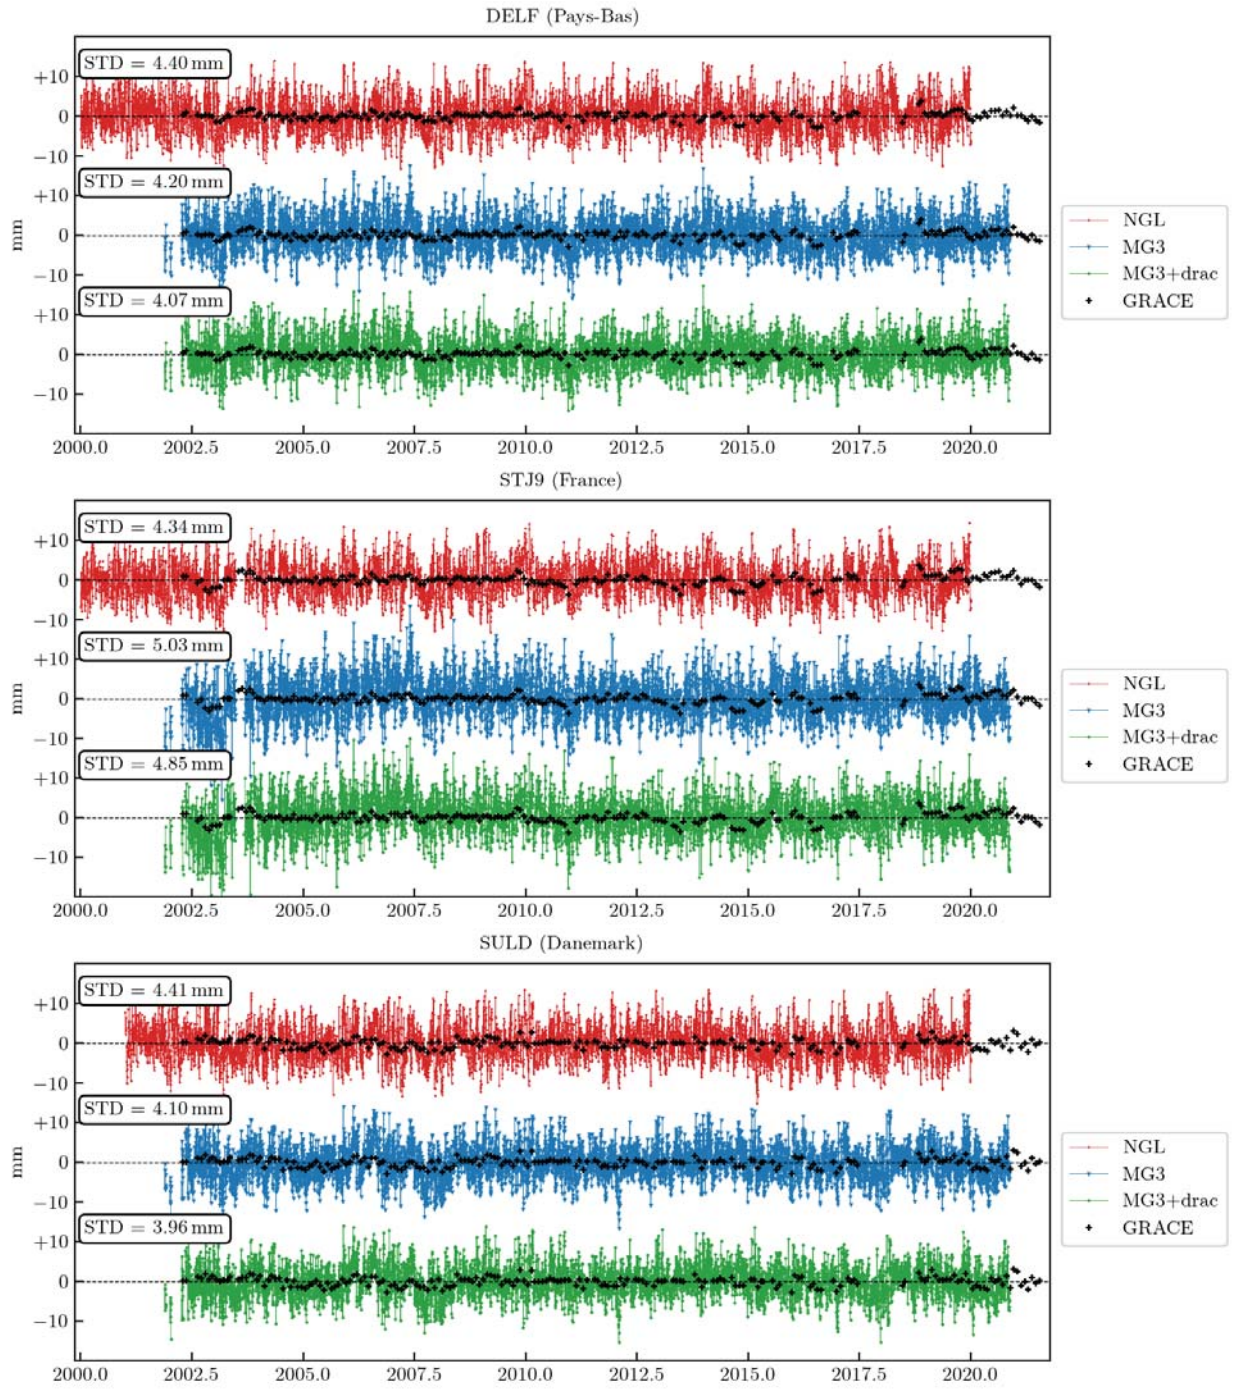 DELF (Pays-Bas)
STD = 4.40 mm
+10
0
−10
STD = 4.20 mm
+10
0
−10
STD = 4.07 mm
+10
0
−10
mm
2000.0 2002.5 2005.0 2007.5 2010.0 2012.5 2015.0 2017.5 2020.0
NGL
MG3
MG3+drac
GRACE
STJ9 (France)
STD = 4.34 mm
+10
0
−10
STD = 5.03 mm
+10
0
−10
STD = 4.85 mm
+10
0
−10
mm
2000.0 2002.5 2005.0 2007.5 2010.0 2012.5 2015.0 2017.5 2020.0
NGL
MG3
MG3+drac
GRACE
SULD (Danemark)
STD = 4.41 mm
+10
0
−10
STD = 4.10 mm
+10
0
−10
STD = 3.96 mm
+10
0
−10
mm
2000.0 2002.5 2005.0 2007.5 2010.0 2012.5 2015.0 2017.5 2020.0
NGL
MG3
MG3+drac
GRACE